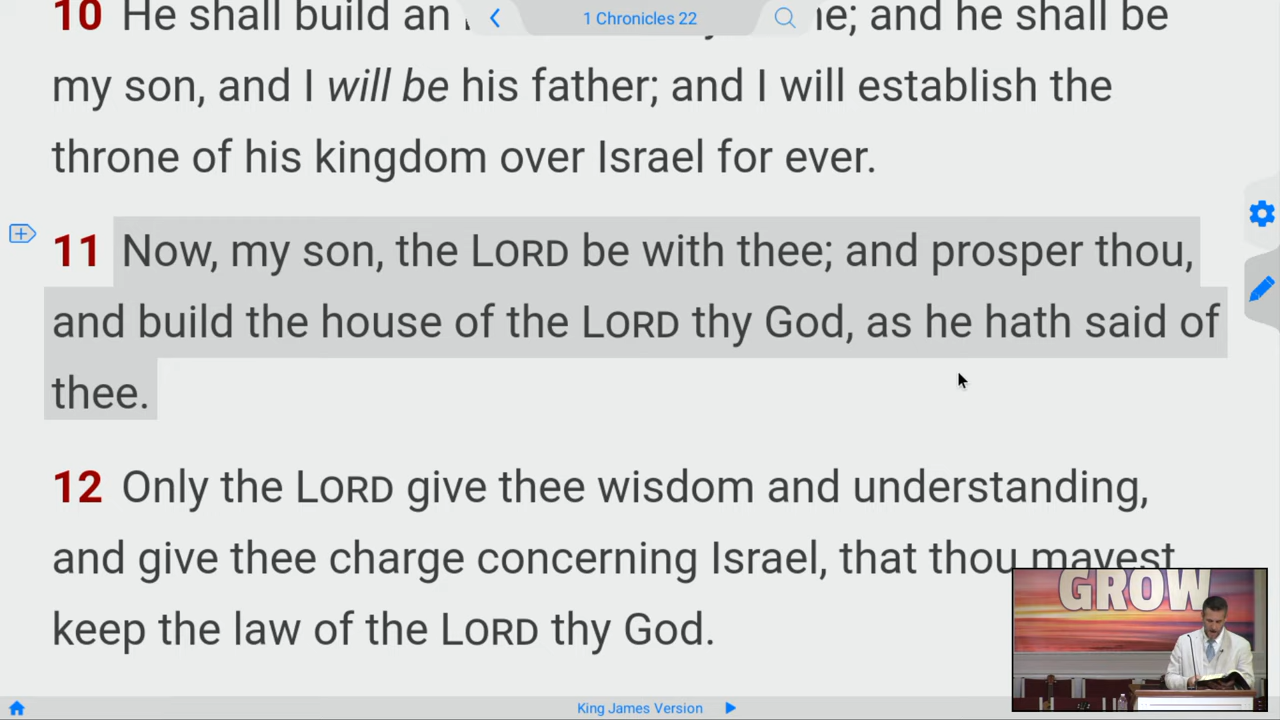 1 Chronicles 22
10 He shall build an he; and he shall be
my son, and I will be his father; and I will establish the
throne of his kingdom over Israel for ever.
11 Now, my son, the LORD be with thee; and prosper thou,
and build the house of the LORD thy God, as he hath said of
thee.
12 Only the LORD give thee wisdom and understanding,
and give thee charge concerning Israel, that thou mayest
keep the law of the LORD thy God.
GROW
King James Version